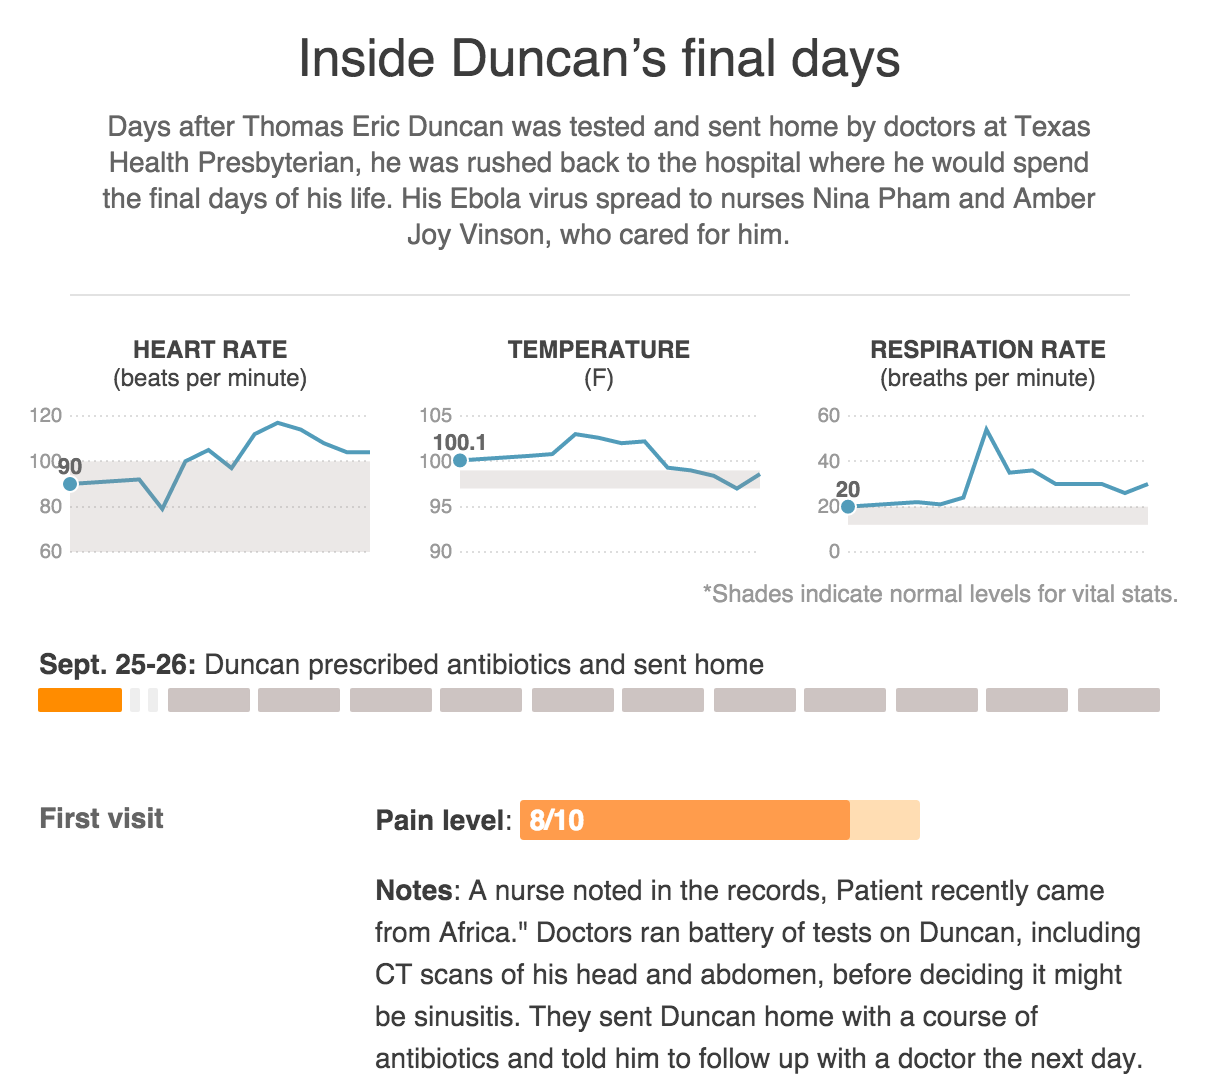 Inside Duncan’s final days
Days after Thomas Eric Duncan was tested and sent home by doctors at Texas
Health Presbyterian, he was rushed back to the hospital where he would spend
the final days of his life. His Ebola virus spread to nurses Nina Pham and Amber
Joy Vinson, who cared for him.
HEART RATE
(beats per minute)
120
100
90
80
60
TEMPERATURE
(F)
105
100.1
100
95
90
RESPIRATION RATE
(breaths per minute)
60
40
20
20
0
*Shades indicate normal levels for vital stats.
Sept. 25-26: Duncan prescribed antibiotics and sent home
First visit
Pain level: 8/10
Notes: A nurse noted in the records, Patient recently came
from Africa." Doctors ran battery of tests on Duncan, including
CT scans of his head and abdomen, before deciding it might
be sinusitis. They sent Duncan home with a course of
antibiotics and told him to follow up with a doctor the next day.